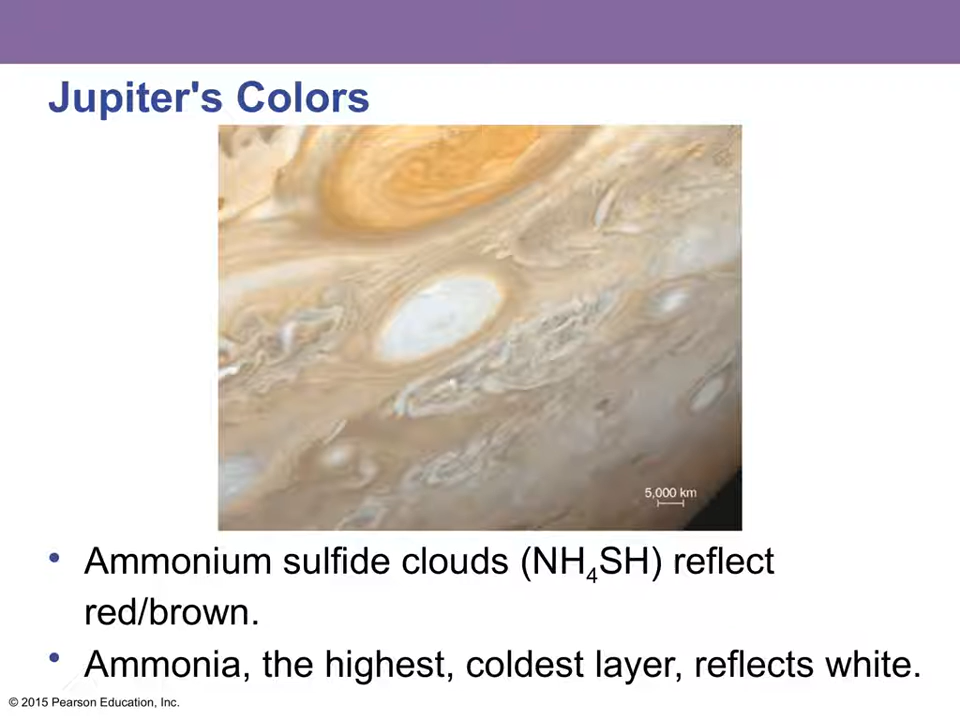 Jupiter's Colors
5,000 km
• Ammonium sulfide clouds (NH₄SH) reflect
red/brown.
• Ammonia, the highest, coldest layer, reflects white.
© 2015 Pearson Education, Inc.